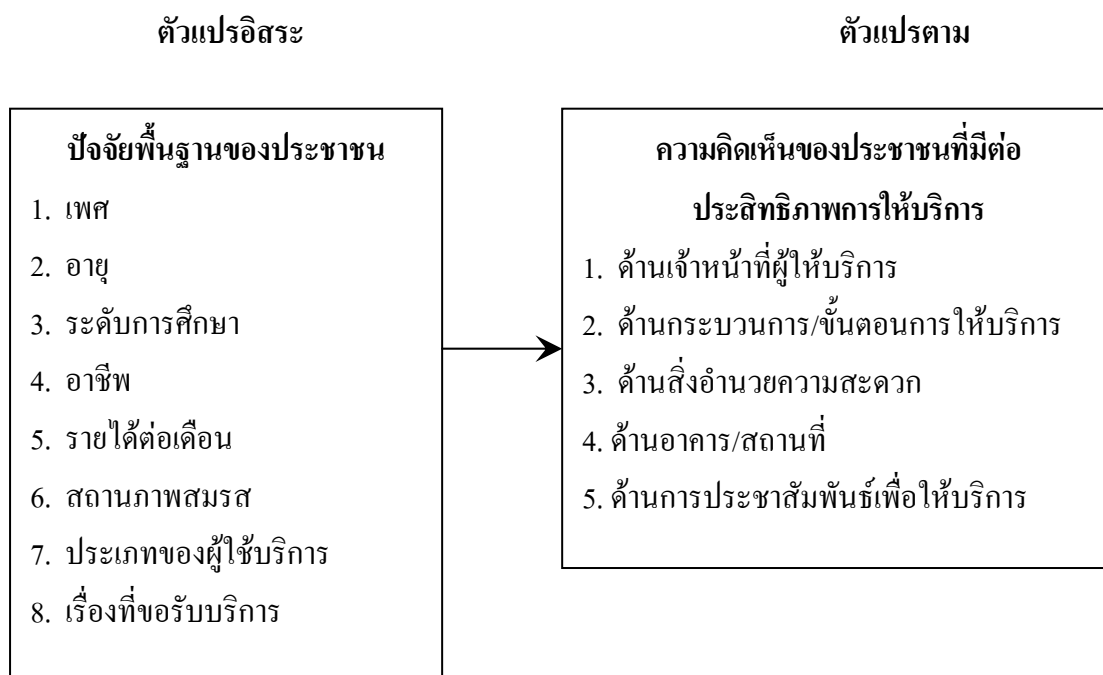 ตัวแปรอิสระ
ตัวแปรตาม
ปัจจัยพื้นฐานของประชาชน
1. เพศ
2. อายุ
3. ระดับการศึกษา
4. อาชีพ
5. รายได้ต่อเดือน
6. สถานภาพสมรส
7. ประเภทของผู้ใช้บริการ
8. เรื่องที่ขอรับบริการ
ความคิดเห็นของประชาชนที่มีต่อ
ประสิทธิภาพการให้บริการ
1. ด้านเจ้าหน้าที่ผู้ให้บริการ
2. ด้านกระบวนการ/ขั้นตอนการให้บริการ
3. ด้านสิ่งอำนวยความสะดวก
4. ด้านอาคาร/สถานที่
5. ด้านการประชาสัมพันธ์เพื่อให้บริการ